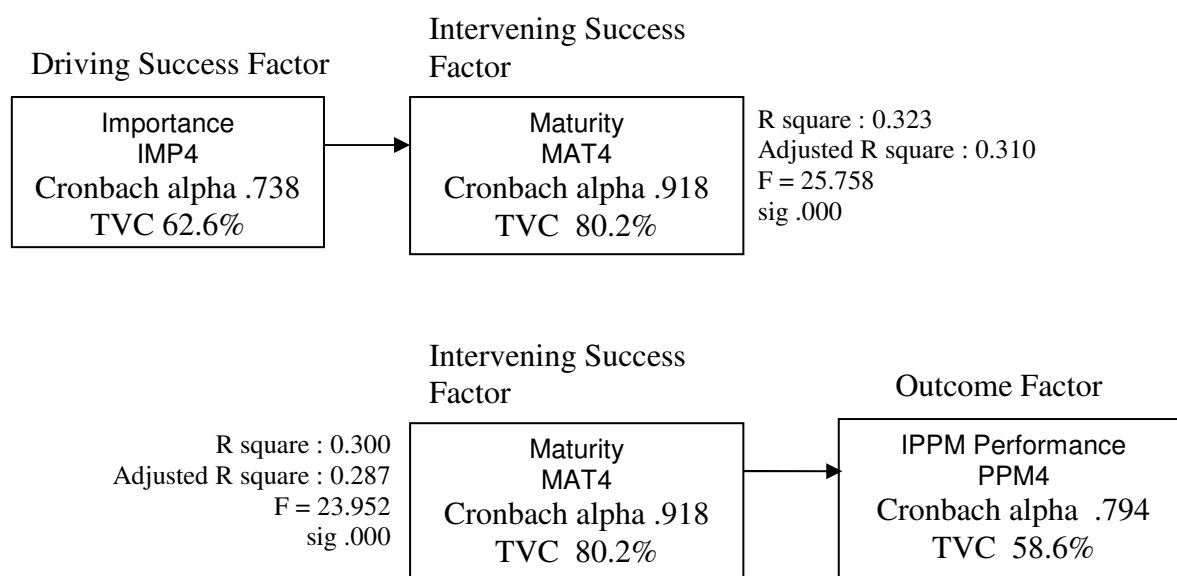 Driving Success Factor
Importance
IMP4
Cronbach alpha .738
TVC 62.6%
Intervening Success
Factor
Maturity
MAT4
Cronbach alpha .918
TVC 80.2%
R square : 0.323
Adjusted R square : 0.310
F = 25.758
sig .000
R square : 0.300
Adjusted R square : 0.287
F = 23.952
sig .000
Intervening Success
Factor
Maturity
MAT4
Cronbach alpha .918
TVC 80.2%
Outcome Factor
IPPM Performance
PPM4
Cronbach alpha .794
TVC 58.6%